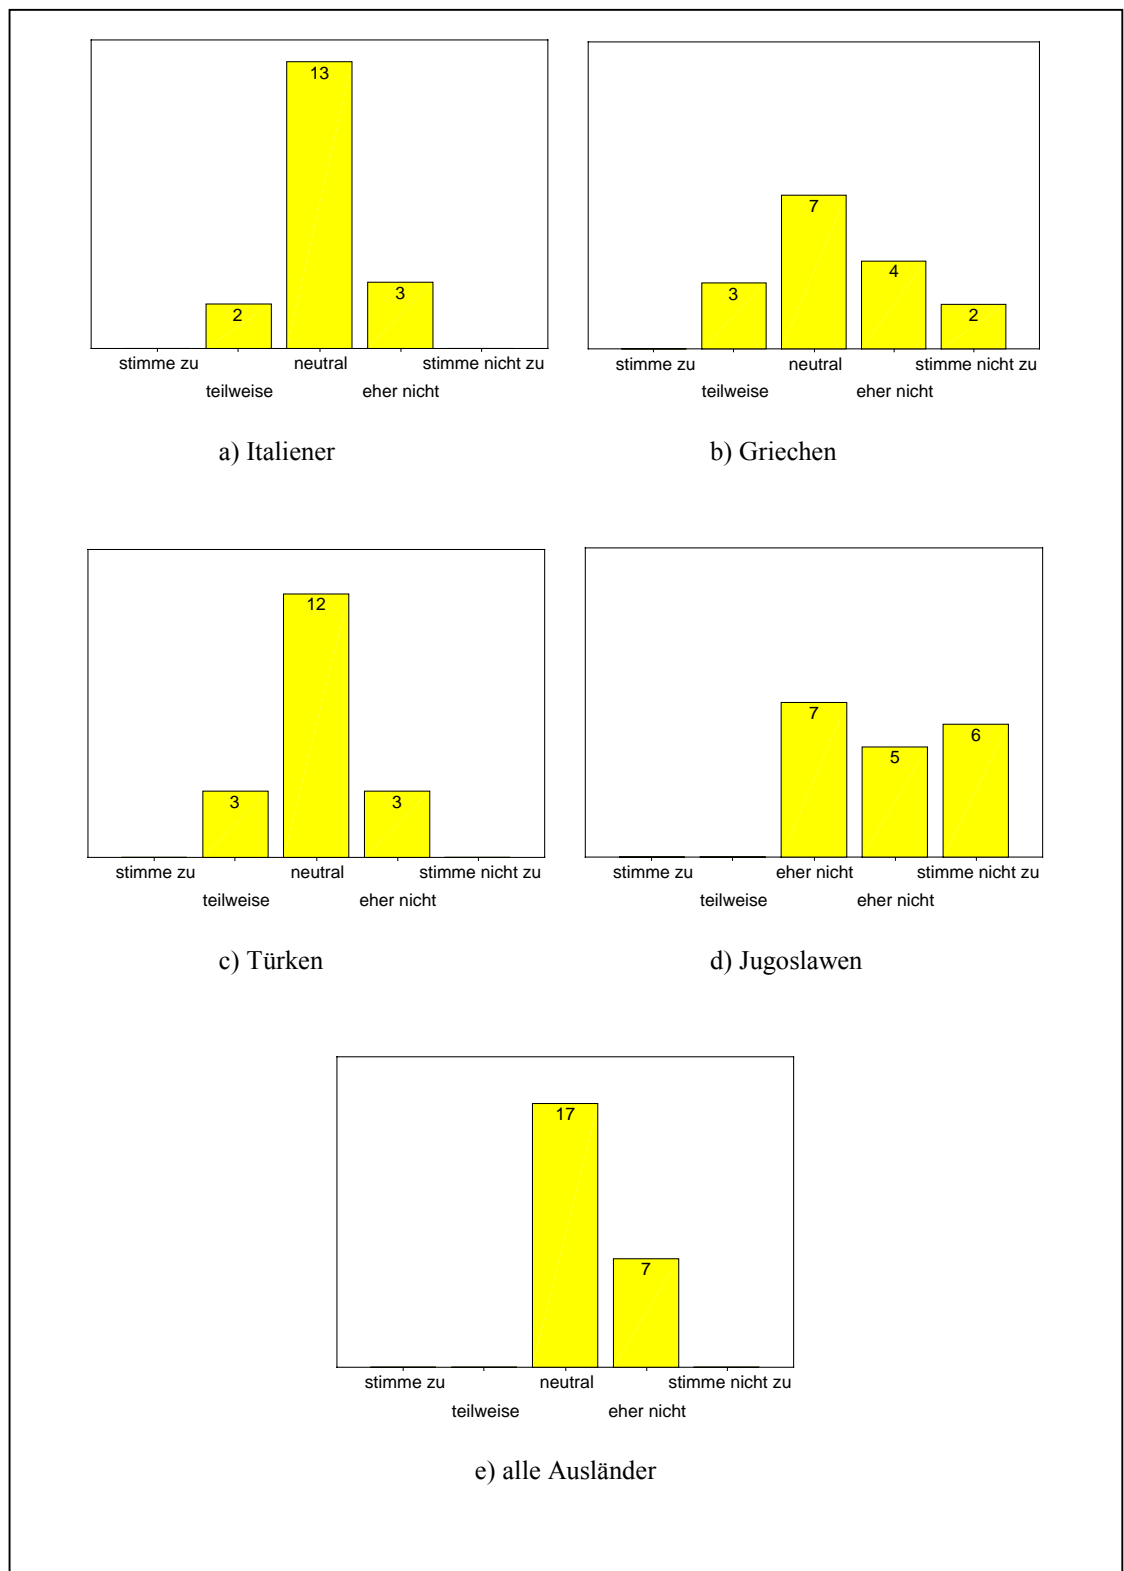 13
2
3
stimme zu neutral stimme nicht zu
teilweise eher nicht
a) Italiener
7
3
4
2
stimme zu neutral stimme nicht zu
teilweise eher nicht
b) Griechen
12
3
3
stimme zu neutral stimme nicht zu
teilweise eher nicht
c) Türken
7
5
6
stimme zu eher nicht stimme nicht zu
teilweise eher nicht
d) Jugoslawen
17
7
stimme zu neutral stimme nicht zu
teilweise eher nicht
e) alle Ausländer